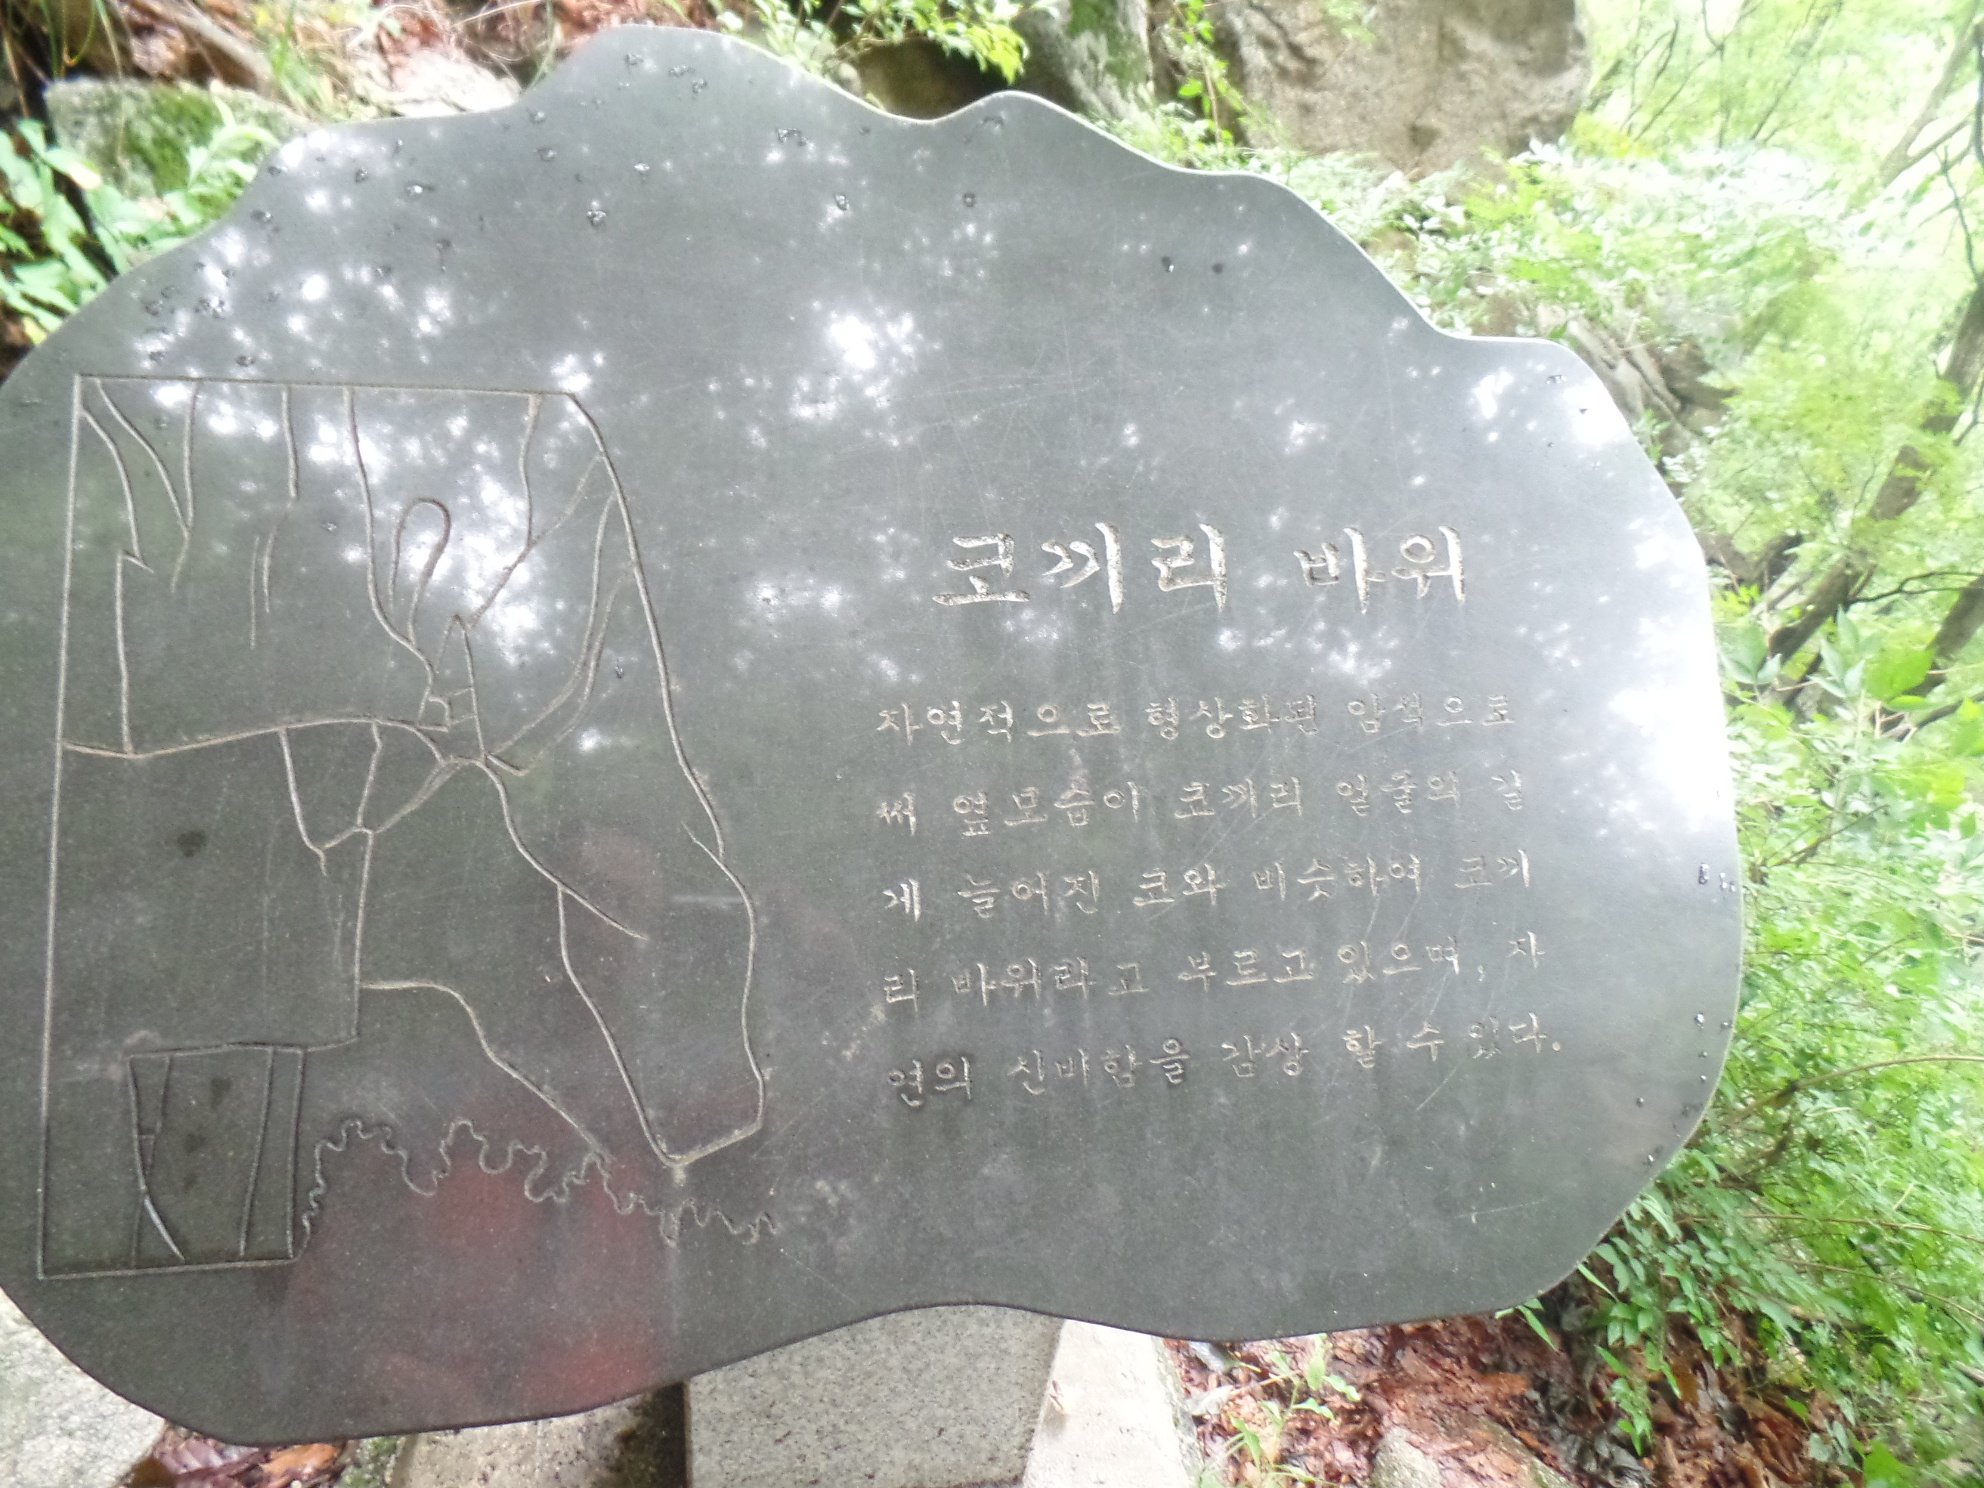 코끼리 바위
자연적으로 형상화된 암석으로
써 옆모습이 코끼리 얼굴의 길
게 늘어진 코와 비슷하여 코끼
리 바위라고 부르고 있으며, 자
연의 신비함을 감상 할 수 있다.